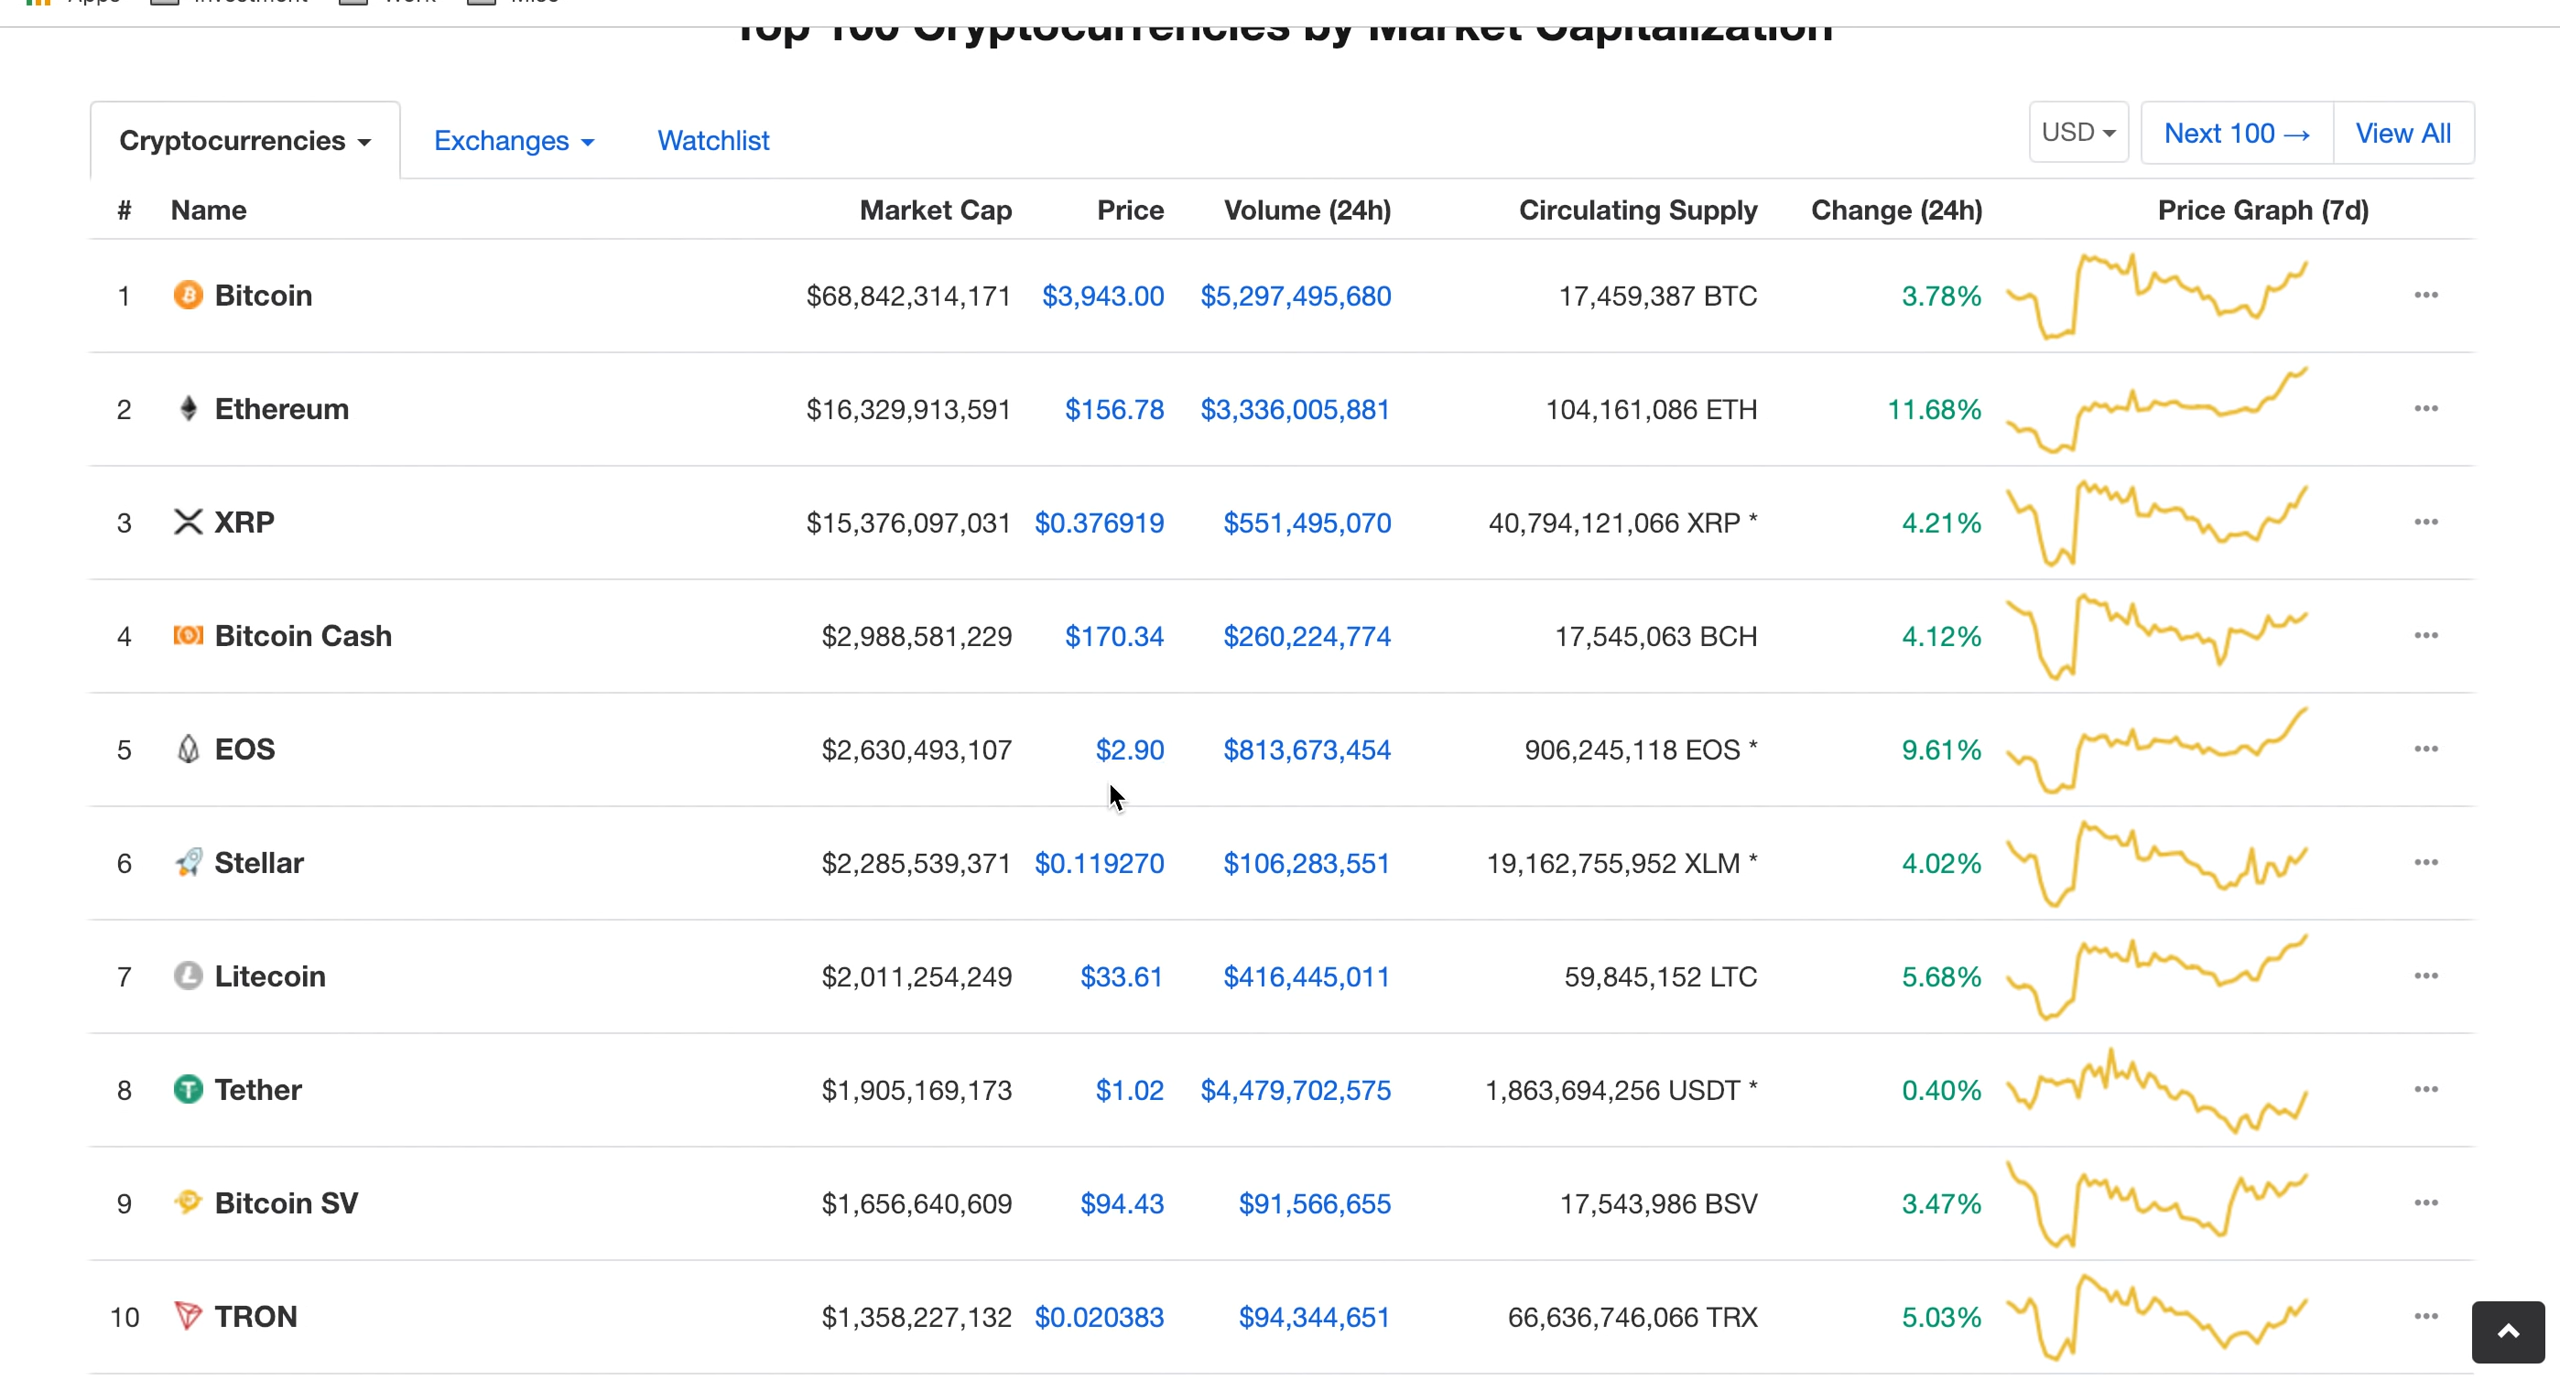 Apps Investment Work Misc
Top 100 Cryptocurrencies by Market Capitalization
Cryptocurrencies Exchanges Watchlist USD Next 100 → View All
# Name Market Cap Price Volume (24h) Circulating Supply Change (24h) Price Graph (7d)
1 Bitcoin $68,842,314,171 $3,943.00 $5,297,495,680 17,459,387 BTC 3.78%
2 Ethereum $16,329,913,591 $156.78 $3,336,005,881 104,161,086 ETH 11.68%
3 XRP $15,376,097,031 $0.376919 $551,495,070 40,794,121,066 XRP * 4.21%
4 Bitcoin Cash $2,988,581,229 $170.34 $260,224,774 17,545,063 BCH 4.12%
5 EOS $2,630,493,107 $2.90 $813,673,454 906,245,118 EOS * 9.61%
6 Stellar $2,285,539,371 $0.119270 $106,283,551 19,162,755,952 XLM * 4.02%
7 Litecoin $2,011,254,249 $33.61 $416,445,011 59,845,152 LTC 5.68%
8 Tether $1,905,169,173 $1.02 $4,479,702,575 1,863,694,256 USDT * 0.40%
9 Bitcoin SV $1,656,640,609 $94.43 $91,566,655 17,543,986 BSV 3.47%
10 TRON $1,358,227,132 $0.020383 $94,344,651 66,636,746,066 TRX 5.03%